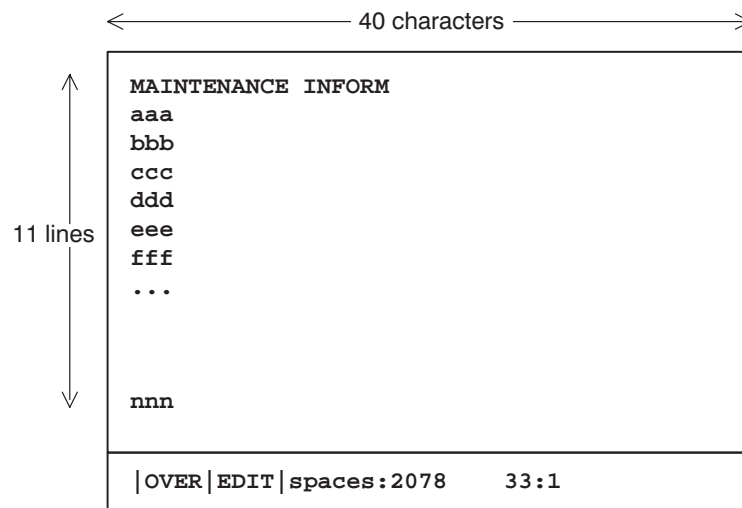 40 characters
MAINTENANCE INFORM
aaa
bbb
ccc
ddd
11 lines
eee
fff
...
nnn
|OVER|EDIT|spaces:2078 33:1